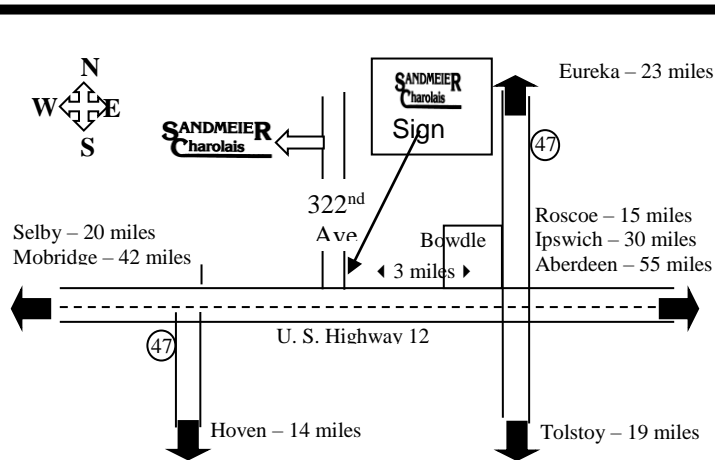 N
W E
S
SANDMEIER
Charolais
SANDMEIER
Charolais
Sign
Eureka – 23 miles
47
322nd
Ave
Bowdle
3 miles
Selby – 20 miles
Mobridge – 42 miles
Roscoe – 15 miles
Ipswich – 30 miles
Aberdeen – 55 miles
U. S. Highway 12
47
Hoven – 14 miles
Tolstoy – 19 miles